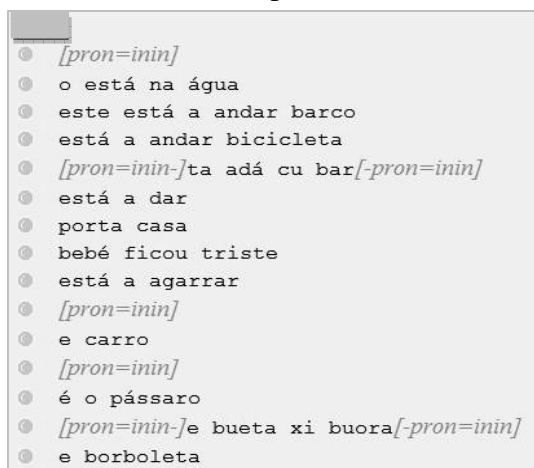 [pron=inin]
o está na água
este está a andar barco
está a andar bicicleta
[pron=inin-]ta adá cu bar[-pron=inin]
está a dar
porta casa
bebé ficou triste
está a agarrar
[pron=inin]
e carro
[pron=inin]
é o pássaro
[pron=inin-]e bueta xi buora[-pron=inin]
e borboleta